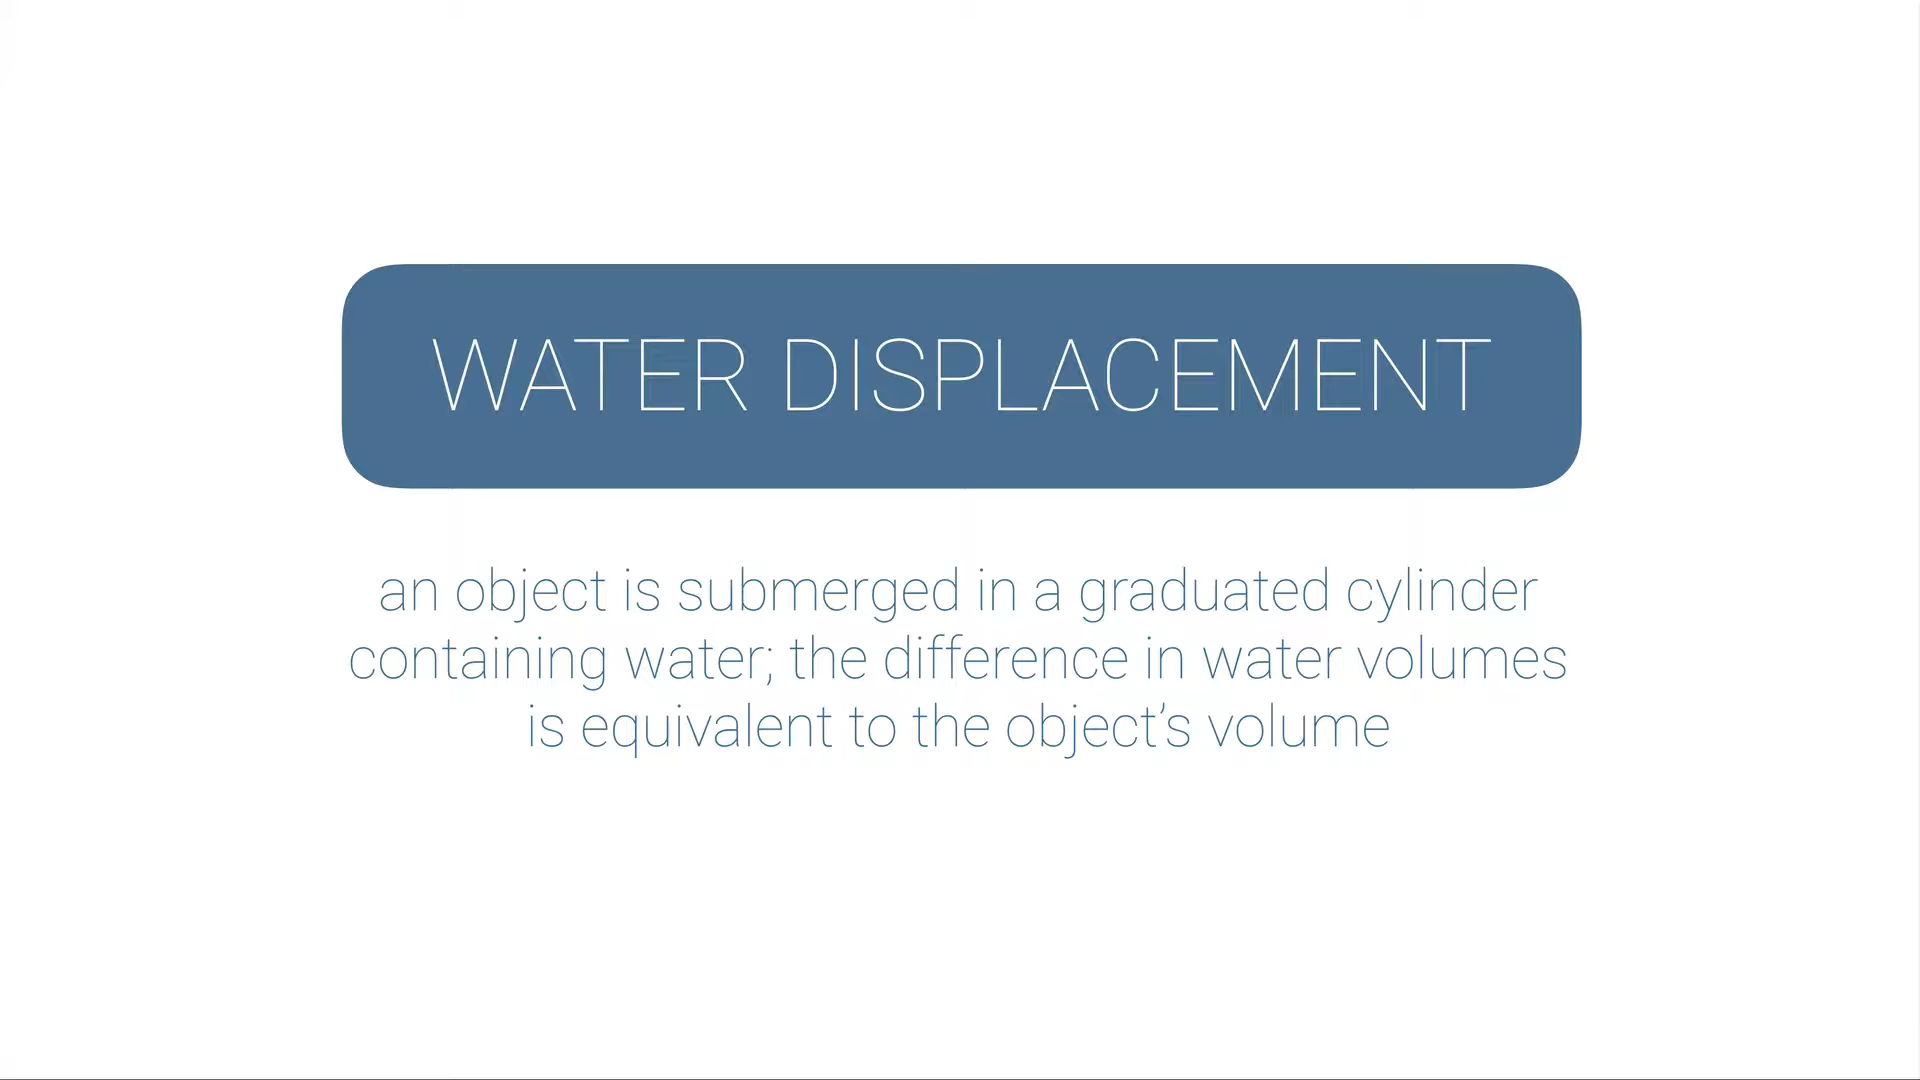 WATER DISPLACEMENT
an object is submerged in a graduated cylinder
containing water; the difference in water volumes
is equivalent to the object’s volume